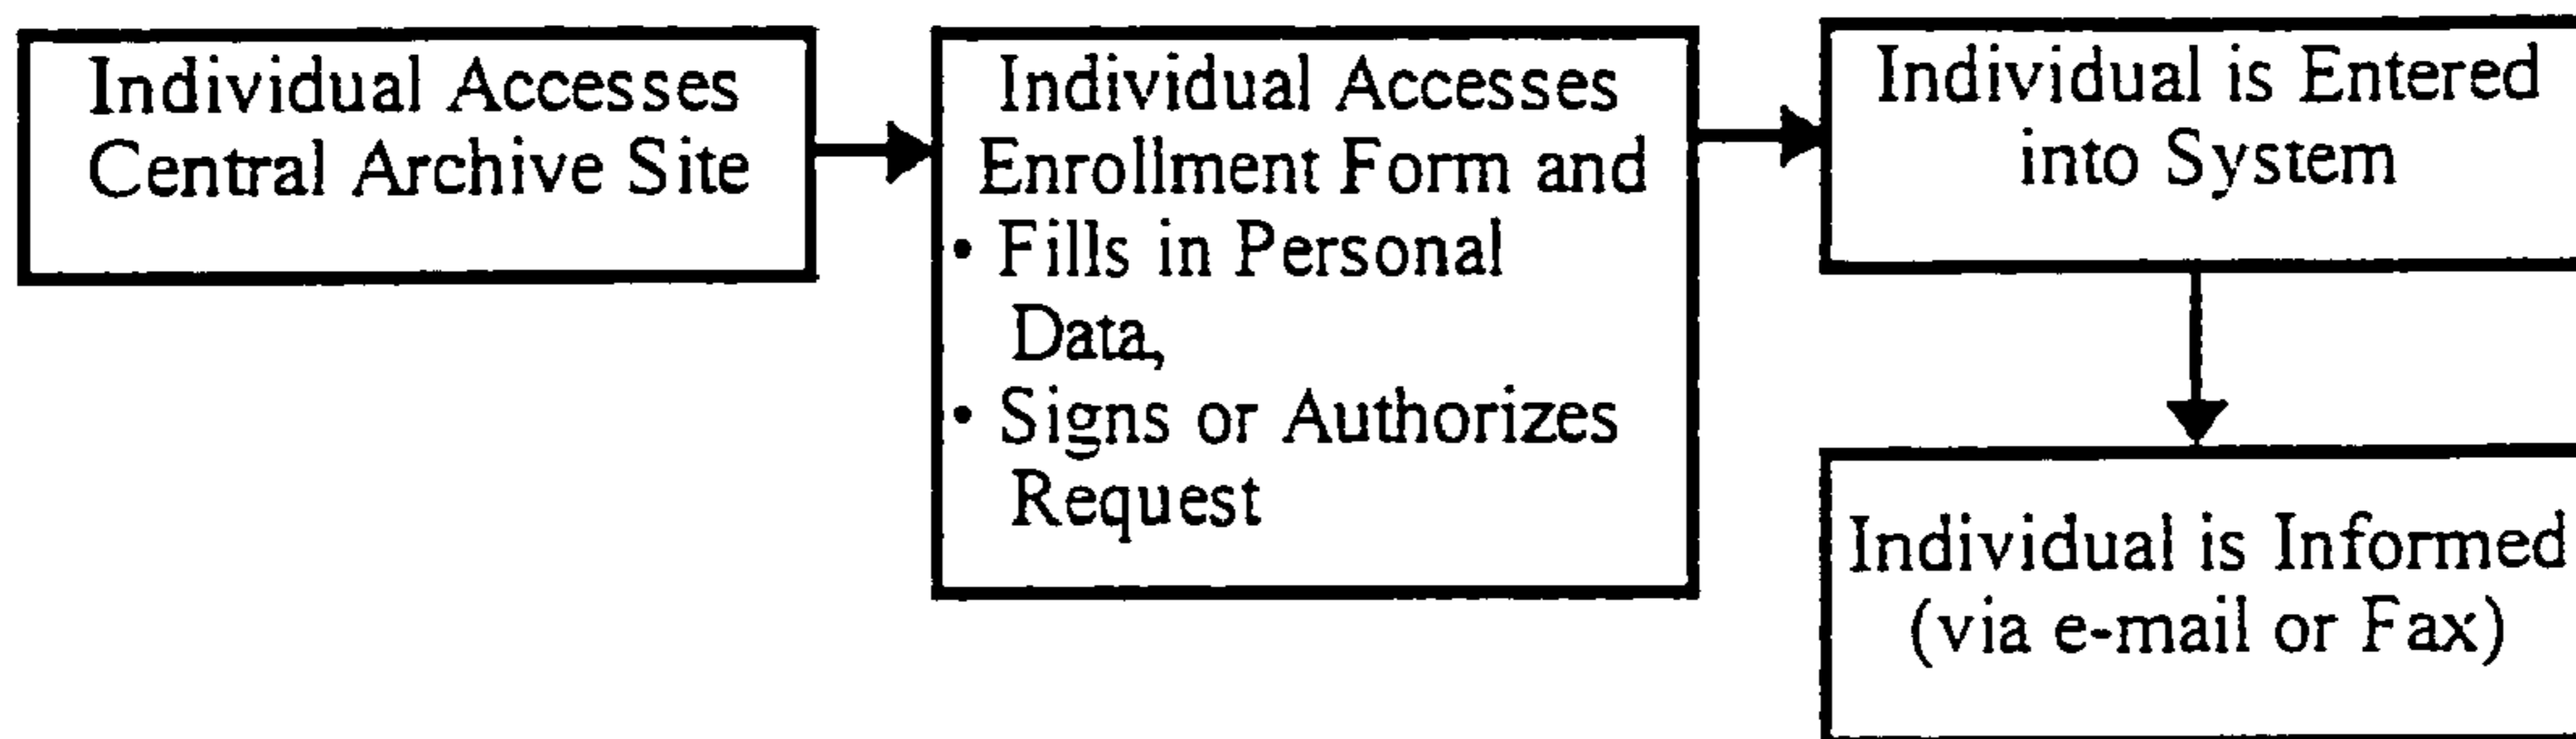 Individual Accesses
Central Archive Site
Individual Accesses
Enrollment Form and
• Fills in Personal
Data,
• Signs or Authorizes
Request
Individual is Entered
into System
Individual is Informed
(via e-mail or Fax)